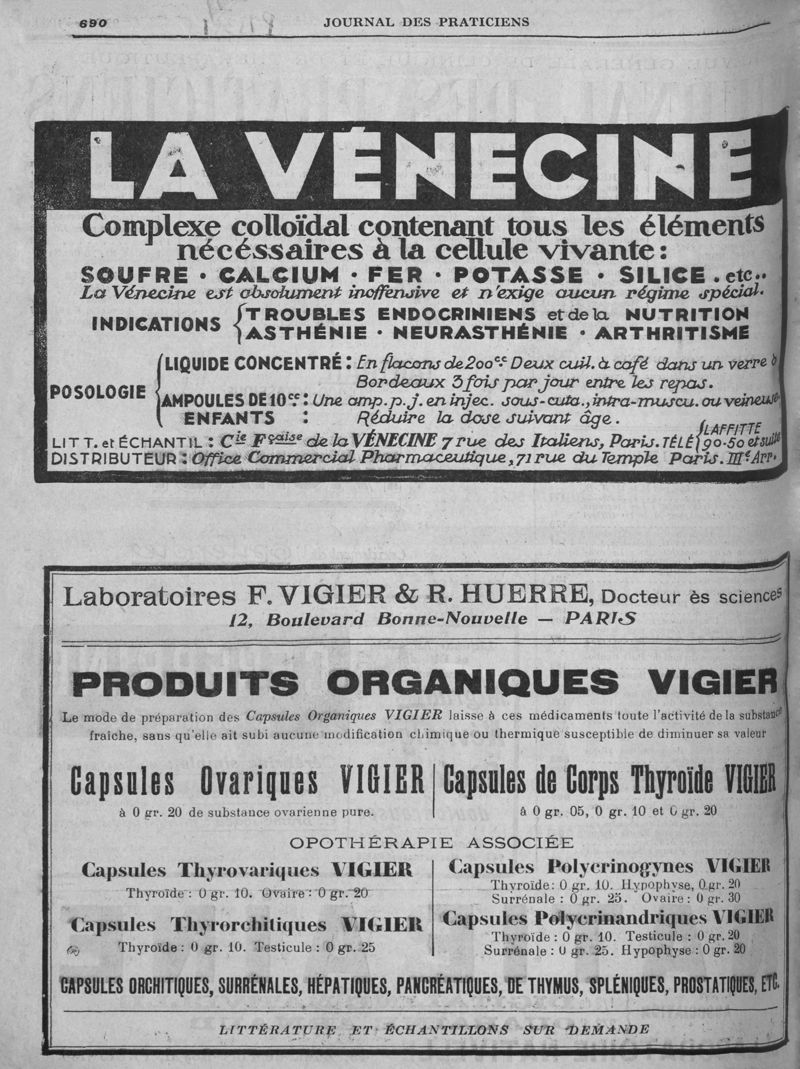 690
JOURNAL DES PRATICIENS
LA VÉNECINE
Complexe colloïdal contenant tous les éléments
nécéssaires à la cellule vivante :
SOUFRE • CALCIUM • FER • POTASSE • SILICE . etc..
La Vénecine est absolument inoffensive et n'exige aucun régime spécial.
INDICATIONS { TROUBLES ENDOCRINIENS et de la NUTRITION
ASTHÉNIE • NEURASTHÉNIE • ARTHRITISME
POSOLOGIE { LIQUIDE CONCENTRÉ : En flacons de 200cc. Deux cuil. à café dans un verre à
Bordeaux 3 fois par jour entre les repas.
AMPOULES DE 10cc : Une amp. p. j. en injec. sous-cuta., intra-muscu. ou veineuse
ENFANTS : Réduire la dose suivant âge.
LITT. et ÉCHANTIL : Cie Fçaise de la VÉNECINE 7 rue des Italiens, Paris. TÉLÉ { LAFFITTE 90-50 et suite
DISTRIBUTEUR : Office Commercial Pharmaceutique, 71 rue du Temple Paris. IIIe Arr.
Laboratoires F. VIGIER & R. HUERRE, Docteur ès sciences
12, Boulevard Bonne-Nouvelle — PARIS
PRODUITS ORGANIQUES VIGIER
Le mode de préparation des Capsules Organiques VIGIER laisse à ces médicaments toute l'activité de la substance
fraîche, sans qu'elle ait subi aucune modification chimique ou thermique susceptible de diminuer sa valeur
Capsules Ovariques VIGIER
à 0 gr. 20 de substance ovarienne pure.
Capsules de Corps Thyroïde VIGIER
à 0 gr. 05, 0 gr. 10 et 0 gr. 20
OPOTHÉRAPIE ASSOCIÉE
Capsules Thyrovariques VIGIER
Thyroïde : 0 gr. 10. Ovaire : 0 gr. 20
Capsules Thyrorchitiques VIGIER
Thyroïde : 0 gr. 10. Testicule : 0 gr. 25
Capsules Polycrinogynes VIGIER
Thyroïde : 0 gr. 10. Hypophyse, 0 gr. 20
Surrénale : 0 gr. 25. Ovaire : 0 gr. 30
Capsules Polycrinandriques VIGIER
Thyroïde : 0 gr. 10. Testicule : 0 gr. 20
Surrénale : 0 gr. 25. Hypophyse : 0 gr. 20
CAPSULES ORCHITIQUES, SURRÉNALES, HÉPATIQUES, PANCRÉATIQUES, DE THYMUS, SPLÉNIQUES, PROSTATIQUES, ETC.
LITTÉRATURE ET ÉCHANTILLONS SUR DEMANDE